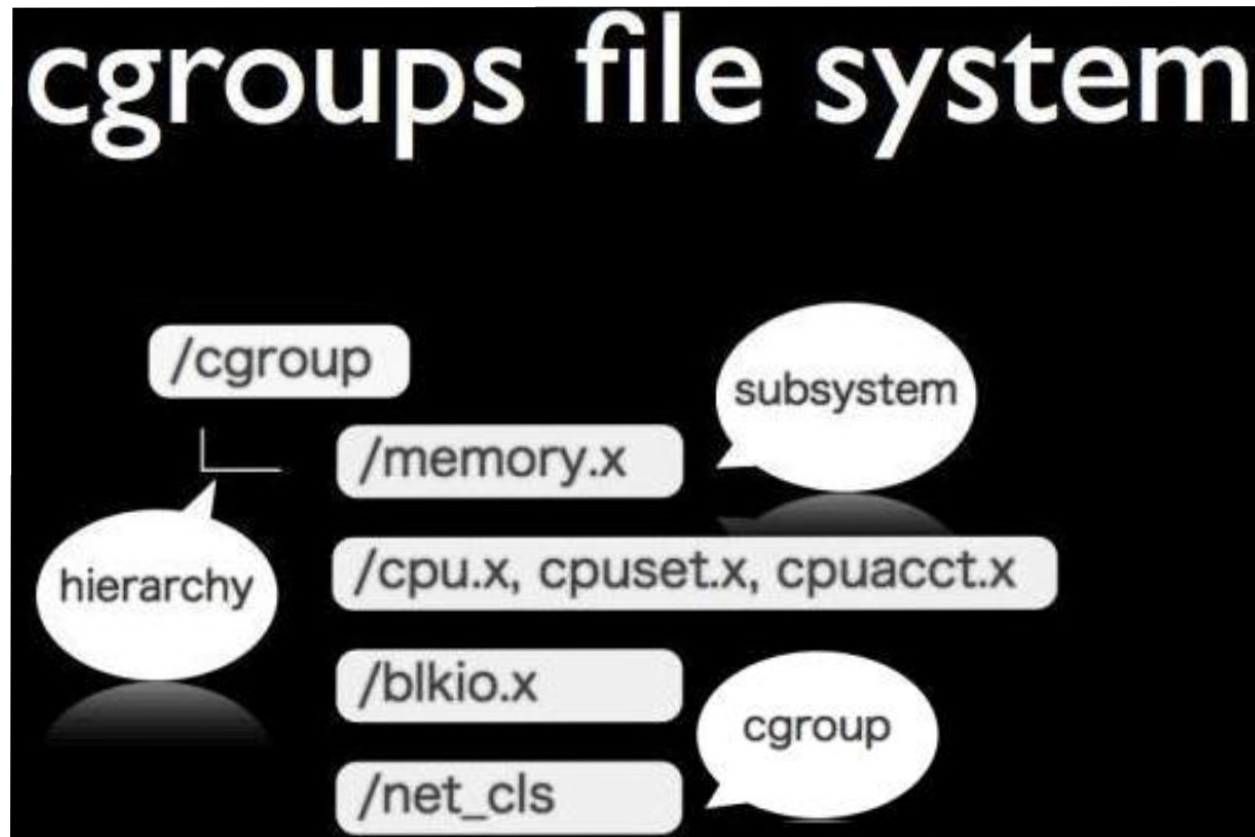 cgroups file system
/cgroup
subsystem
/memory.x
hierarchy
/cpu.x, cpuset.x, cpuacct.x
/blkio.x
cgroup
/net_cls